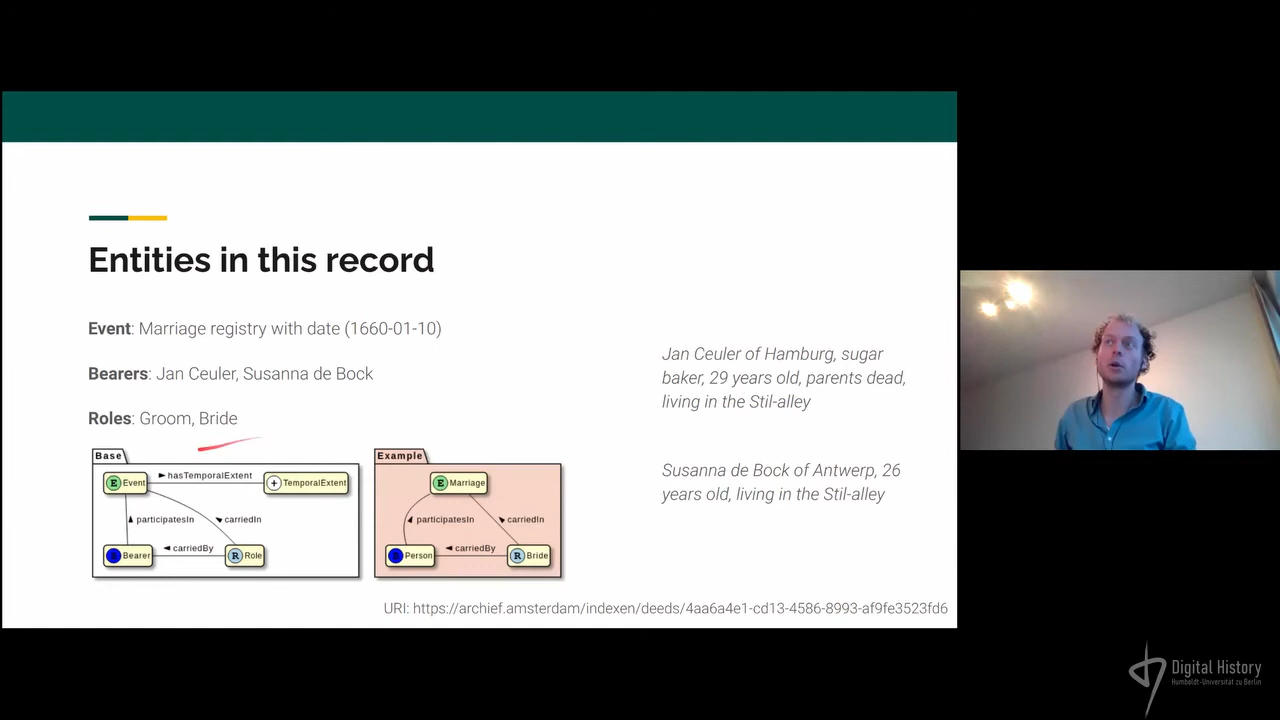 Entities in this record
Event: Marriage registry with date (1660-01-10)
Bearers: Jan Ceuler, Susanna de Bock
Roles: Groom, Bride
Jan Ceuler of Hamburg, sugar
baker, 29 years old, parents dead,
living in the Stil-alley
Susanna de Bock of Antwerp, 26
years old, living in the Stil-alley
Base
E Event
hasTemporalExtent
+ TemporalExtent
participatesIn
carriedIn
Bearer
carriedBy
R Role
Example
E Marriage
participatesIn
carriedIn
Person
carriedBy
R Bride
URI: https://archief.amsterdam/indexen/deeds/4aa6a4e1-cd13-4586-8993-af9fe3523fd6
Digital History
Humboldt-Universität zu Berlin